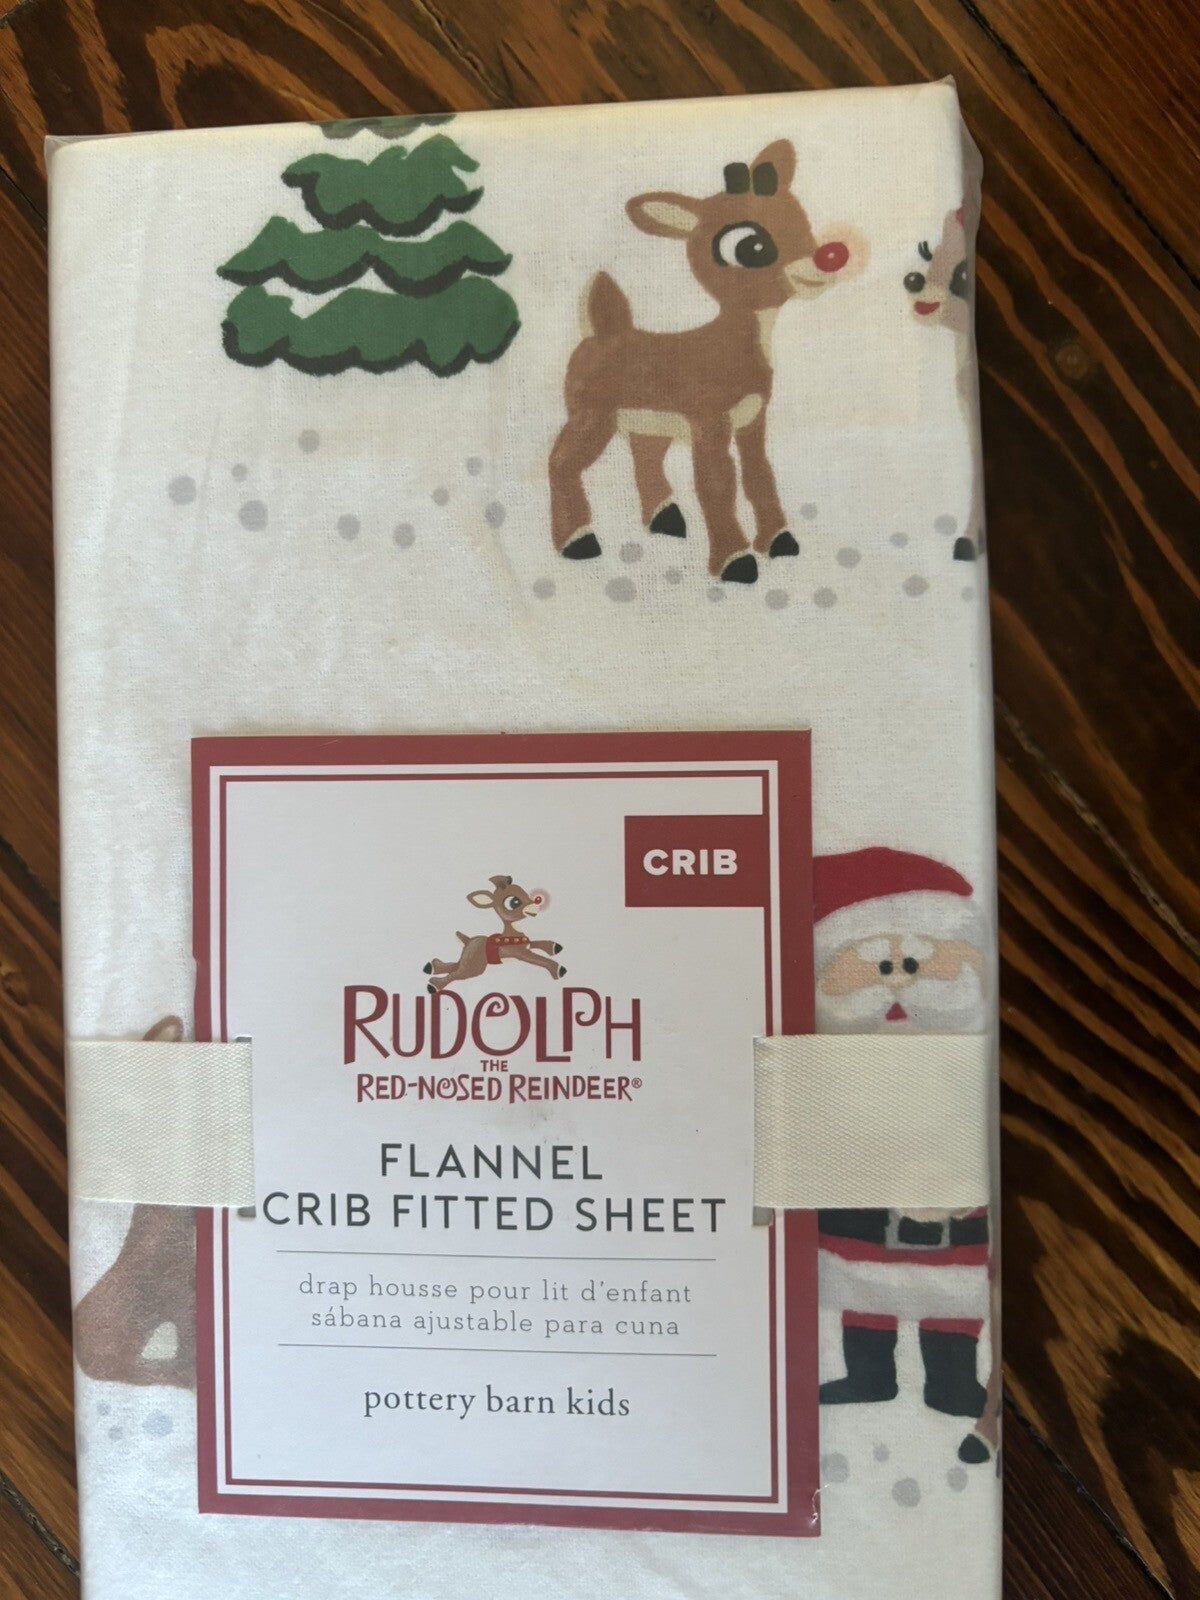 CRIB
RUDOLPH
THE
RED-NOSED REINDEER®
FLANNEL
CRIB FITTED SHEET
drap housse pour lit d'enfant
sábana ajustable para cuna
pottery barn kids